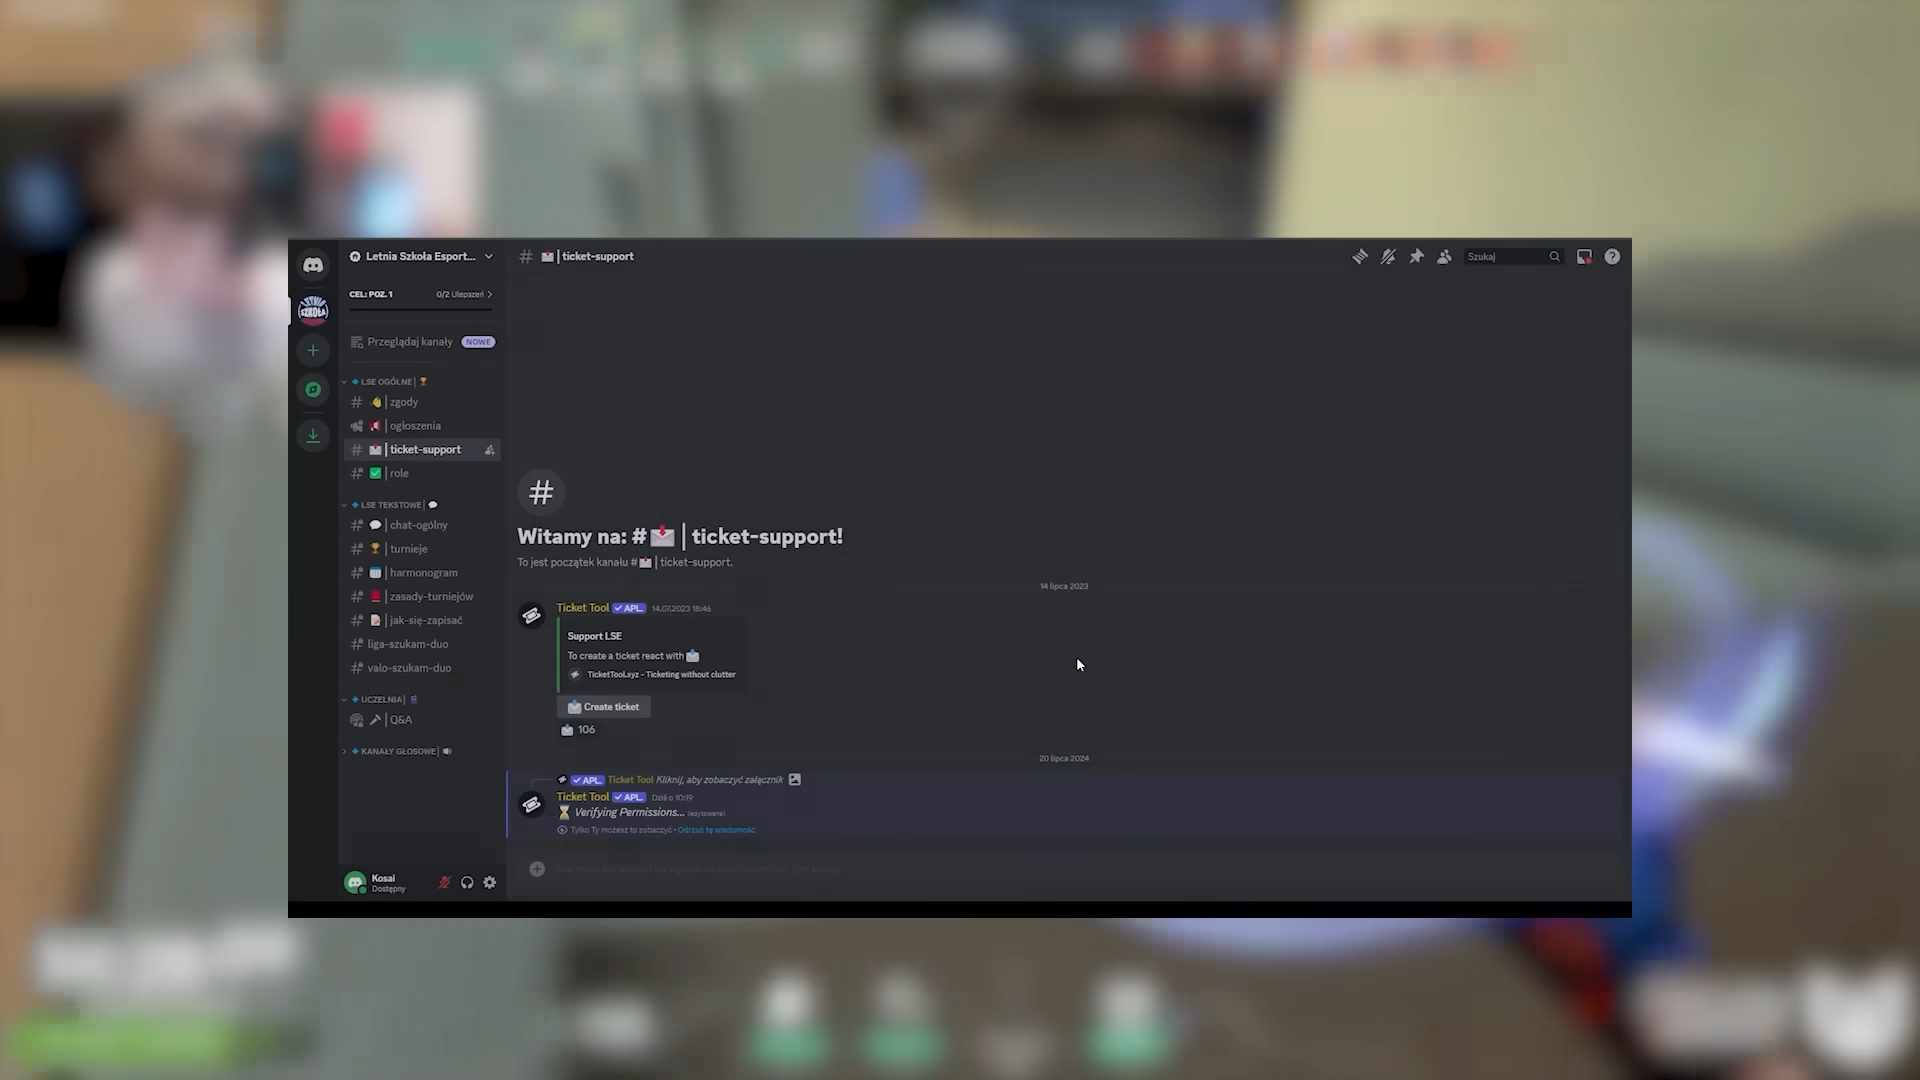 Letnia Szkoła Esport...
# | ticket-support
Szukaj
CEL: POZ. 1
0/2 Ulepszeń
Przeglądaj kanały
NOWE
LSE OGÓLNE |
| zgody
| ogłoszenia
| ticket-support
| role
LSE TEKSTOWE |
| chat-ogólny
| turnieje
| harmonogram
| zasady-turniejów
| jak-się-zapisać
liga-szukam-duo
valo-szukam-duo
UCZELNIA |
| Q&A
KANAŁY GŁOSOWE |
Kosai
Dostępny
Witamy na: # | ticket-support!
To jest początek kanału # | ticket-support.
14 lipca 2023
Ticket Tool APL. 14.07.2023 18:46
Support LSE
To create a ticket react with
TicketTool.xyz - Ticketing without clutter
Create ticket
106
20 lipca 2024
APL. Ticket Tool Kliknij, aby zobaczyć załącznik
Ticket Tool APL. Dziś o 10:19
Verifying Permissions... (edytowane)
Tylko Ty możesz to zobaczyć • Odrzuć tę wiadomość.